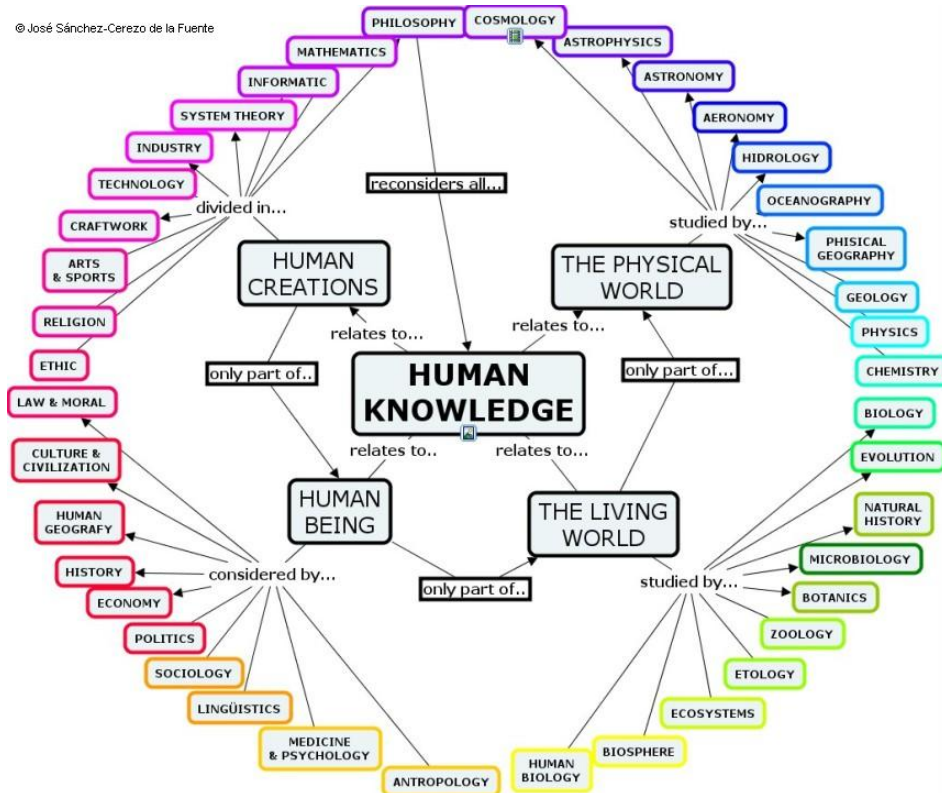 © José Sánchez-Cerezo de la Fuente
PHILOSOPHY
COSMOLOGY
ASTROPHYSICS
ASTRONOMY
AERONOMY
HIDROLOGY
OCEANOGRAPHY
PHISICAL
GEOGRAPHY
GEOLOGY
PHYSICS
CHEMISTRY
BIOLOGY
EVOLUTION
NATURAL
HISTORY
MICROBIOLOGY
BOTANICS
ZOOLOGY
ETOLOGY
ECOSYSTEMS
BIOSPHERE
HUMAN
BIOLOGY
ANTROPOLOGY
MEDICINE
& PSYCHOLOGY
LINGÜISTICS
SOCIOLOGY
POLITICS
ECONOMY
HISTORY
HUMAN
GEOGRAFY
CULTURE &
CIVILIZATION
LAW & MORAL
ETHIC
RELIGION
ARTS
& SPORTS
CRAFTWORK
TECHNOLOGY
INDUSTRY
SYSTEM THEORY
INFORMATIC
MATHEMATICS
reconsiders all...
divided in...
studied by...
HUMAN
CREATIONS
THE PHYSICAL
WORLD
relates to...
relates to...
only part of..
only part of...
HUMAN
KNOWLEDGE
relates to..
relates to...
HUMAN
BEING
THE LIVING
WORLD
considered by...
only part of..
studied by...